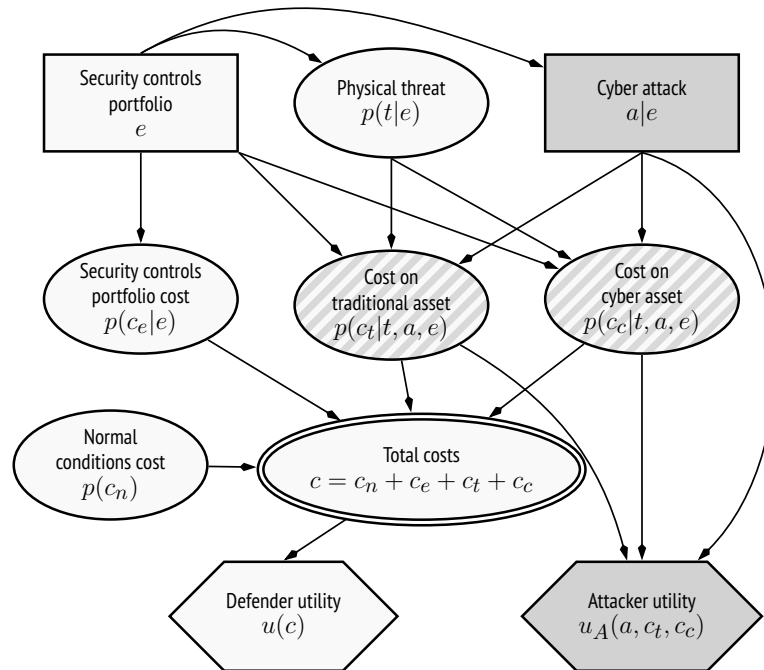 Security controls
portfolio
e
Physical threat
p(t|e)
Cyber attack
a|e
Security controls
portfolio cost
p(c_e|e)
Cost on
traditional asset
p(c_t|t, a, e)
Cost on
cyber asset
p(c_c|t, a, e)
Normal
conditions cost
p(c_n)
Total costs
c = c_n + c_e + c_t + c_c
Defender utility
u(c)
Attacker utility
u_A(a, c_t, c_c)